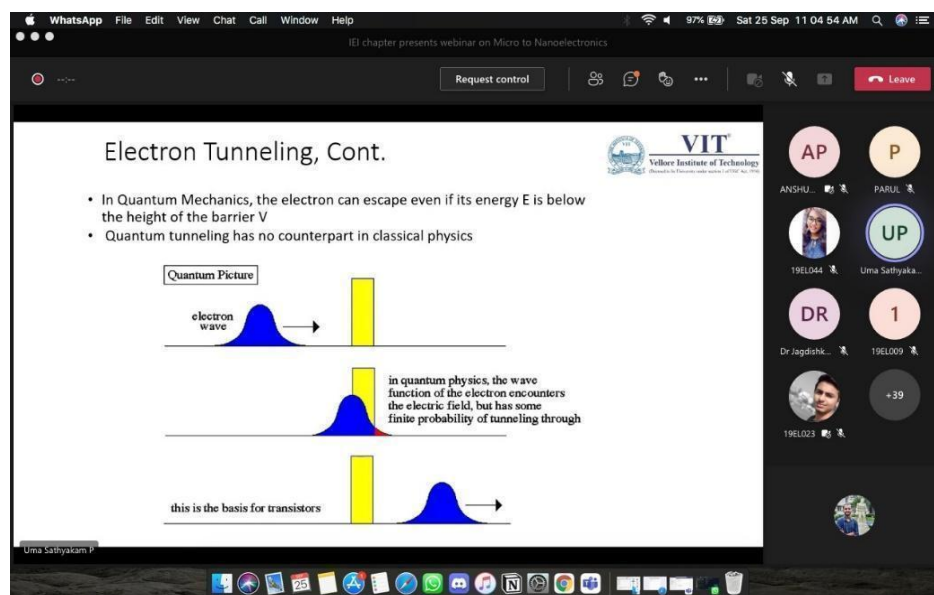 WhatsApp File Edit View Chat Call Window Help
97% Sat 25 Sep 11 04 54 AM
IEI chapter presents webinar on Micro to Nanoelectronics
--:--
Request control
Leave
Electron Tunneling, Cont.
VIT
Vellore Institute of Technology
• In Quantum Mechanics, the electron can escape even if its energy E is below
the height of the barrier V
• Quantum tunneling has no counterpart in classical physics
Quantum Picture
electron
wave
in quantum physics, the wave
function of the electron encounters
the electric field, but has some
finite probability of tunneling through
this is the basis for transistors
Uma Sathyakam P
AP
P
ANSHU...
PARUL
UP
19EL044
Uma Sathyaka...
DR
1
Dr Jagdishk...
19EL009
+39
19EL023
25